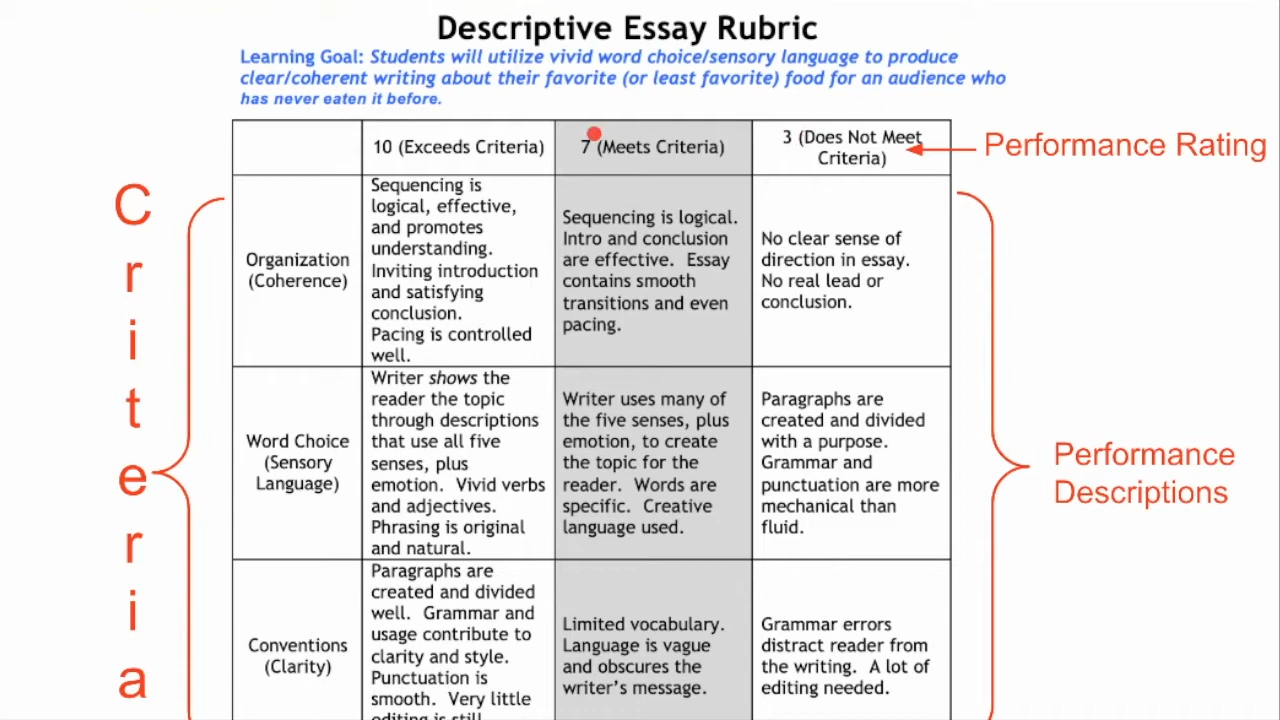 Descriptive Essay Rubric
Learning Goal: Students will utilize vivid word choice/sensory language to produce
clear/coherent writing about their favorite (or least favorite) food for an audience who
has never eaten it before.
10 (Exceeds Criteria)
7 (Meets Criteria)
3 (Does Not Meet
Criteria)
Performance Rating
Criteria
Organization
(Coherence)
Sequencing is
logical, effective,
and promotes
understanding.
Inviting introduction
and satisfying
conclusion.
Pacing is controlled
well.
Sequencing is logical.
Intro and conclusion
are effective. Essay
contains smooth
transitions and even
pacing.
No clear sense of
direction in essay.
No real lead or
conclusion.
Word Choice
(Sensory
Language)
Writer shows the
reader the topic
through descriptions
that use all five
senses, plus
emotion. Vivid verbs
and adjectives.
Phrasing is original
and natural.
Writer uses many of
the five senses, plus
emotion, to create
the topic for the
reader. Words are
specific. Creative
language used.
Paragraphs are
created and divided
with a purpose.
Grammar and
punctuation are more
mechanical than
fluid.
Performance
Descriptions
Conventions
(Clarity)
Paragraphs are
created and divided
well. Grammar and
usage contribute to
clarity and style.
Punctuation is
smooth. Very little
editing is still
Limited vocabulary.
Language is vague
and obscures the
writer's message.
Grammar errors
distract reader from
the writing. A lot of
editing needed.